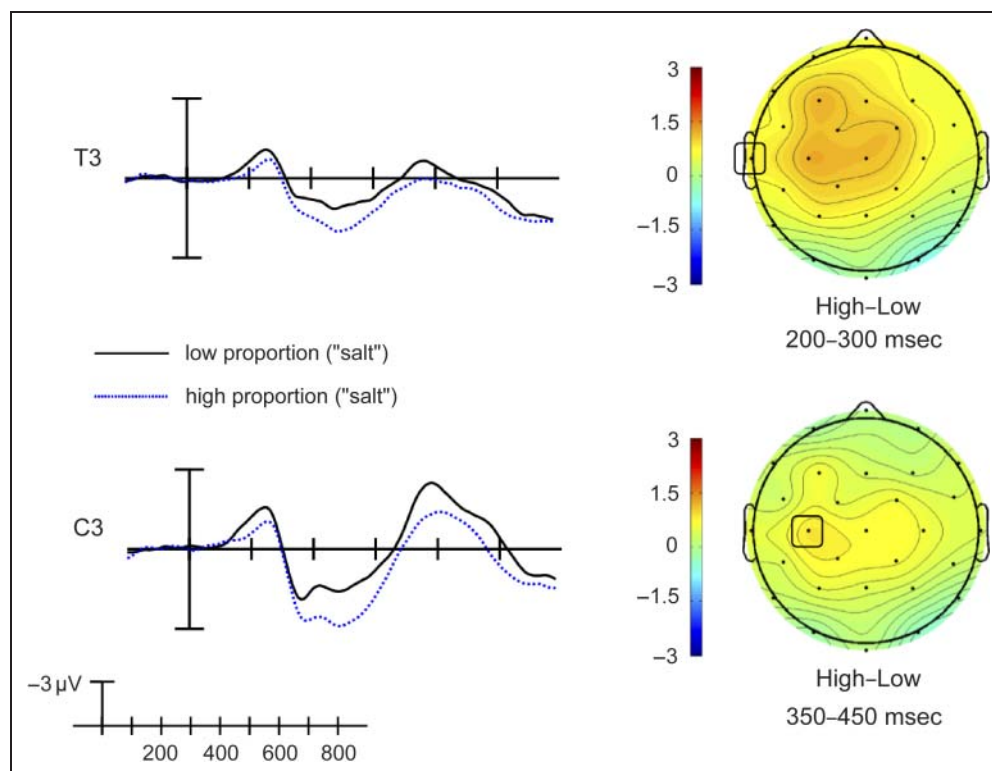 T3
low proportion ("salt")
high proportion ("salt")
C3
−3 µV
200 400 600 800
3
1.5
0
−1.5
−3
High–Low
200–300 msec
3
1.5
0
−1.5
−3
High–Low
350–450 msec